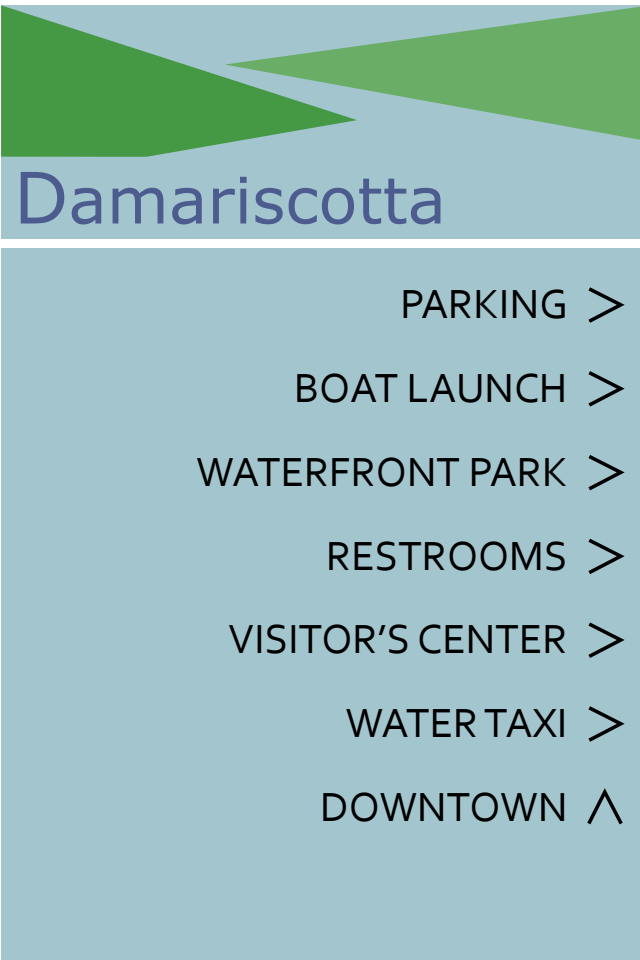 Damariscotta
PARKING >
BOAT LAUNCH >
WATERFRONT PARK >
RESTROOMS >
VISITOR’S CENTER >
WATER TAXI >
DOWNTOWN ∧